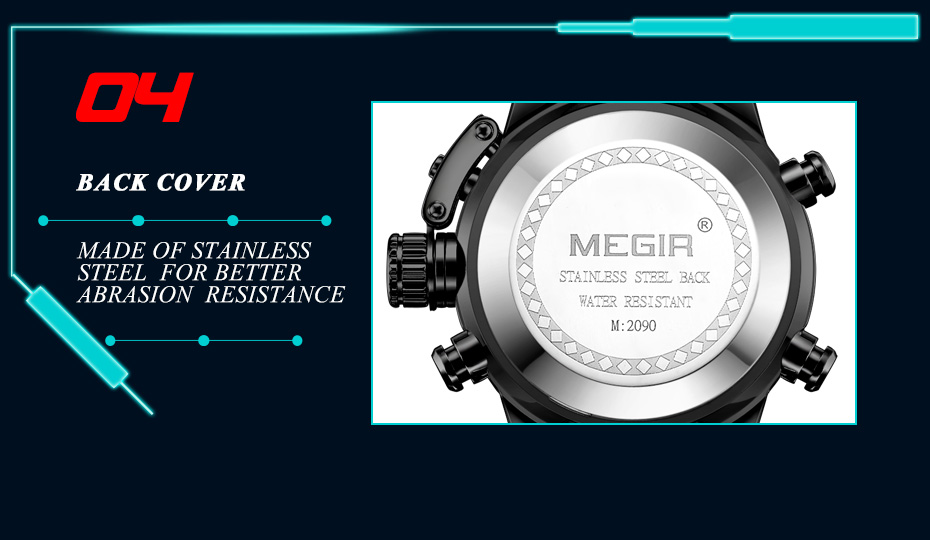 04
BACK COVER
MADE OF STAINLESS
STEEL FOR BETTER
ABRASION RESISTANCE
MEGIR®
STAINLESS STEEL BACK
WATER RESISTANT
M:2090